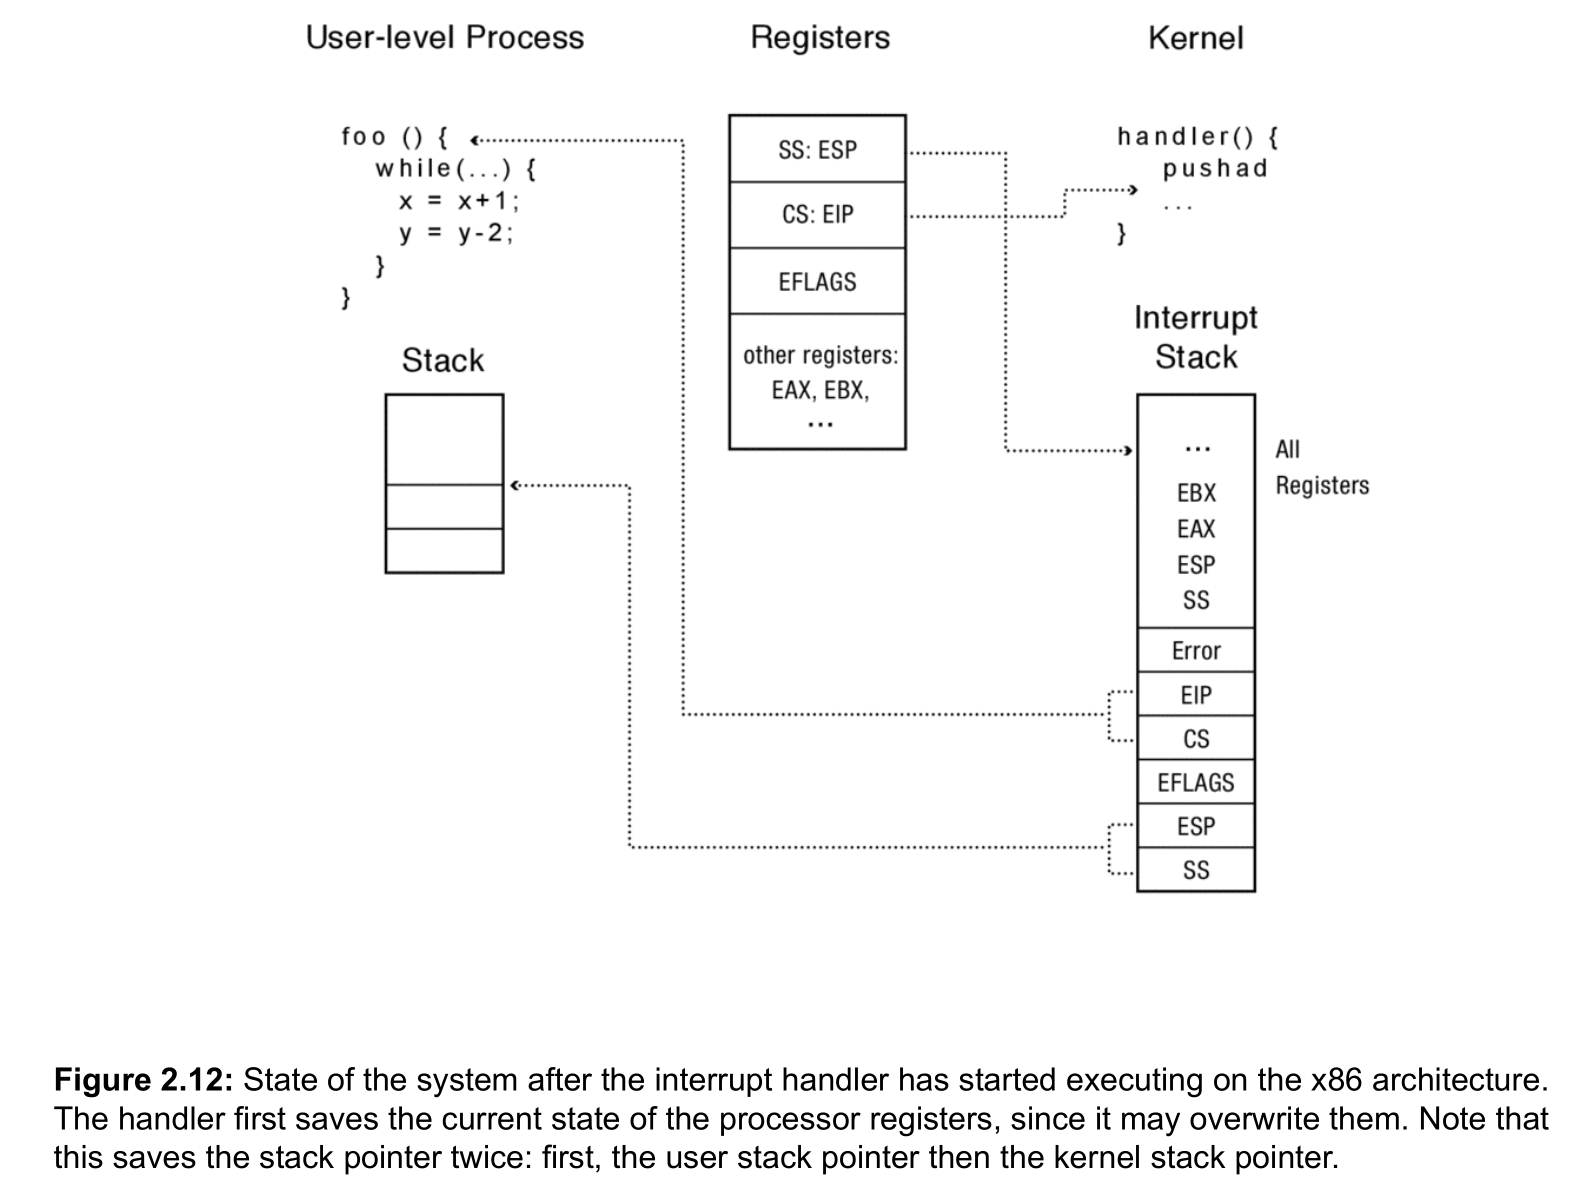 User-level Process
Registers
Kernel
foo () {
while(...) {
x = x+1;
y = y-2;
}
}
Stack
SS: ESP
CS: EIP
EFLAGS
other registers:
EAX, EBX,
...
handler() {
pushad
...
}
Interrupt
Stack
...
EBX
EAX
ESP
SS
Error
EIP
CS
EFLAGS
ESP
SS
All
Registers
Figure 2.12: State of the system after the interrupt handler has started executing on the x86 architecture.
The handler first saves the current state of the processor registers, since it may overwrite them. Note that
this saves the stack pointer twice: first, the user stack pointer then the kernel stack pointer.